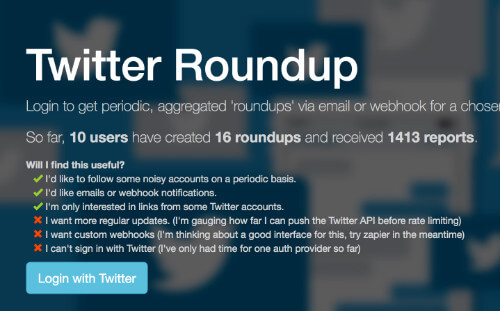 Twitter Roundup
Login to get periodic, aggregated 'roundups' via email or webhook for a
So far, 10 users have created 16 roundups and received 1413 reports.
Will I find this useful?
I'd like to follow some noisy accounts on a periodic basis.
I'd like emails or webhook notifications.
I'm only interested in links from some Twitter accounts.
I want more regular updates. (I'm gauging how far I can push the Twitter API before rate limiting)
I want custom webhooks (I'm thinking about a good interface for this, try zapier in the meantime)
I can't sign in with Twitter (I've only had time for one auth provider so far)
Login with Twitter